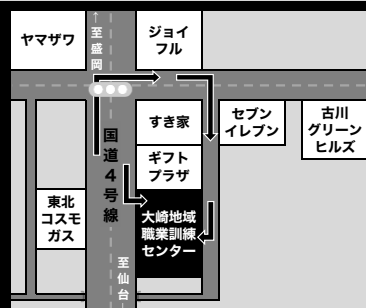 ヤマザワ
↑至盛岡
ジョイ
フル
すき家
セブン
イレブン
古川
グリーン
ヒルズ
国道4号線
ギフト
プラザ
東北
コスモ
ガス
大崎地域
職業訓練
センター
至仙台